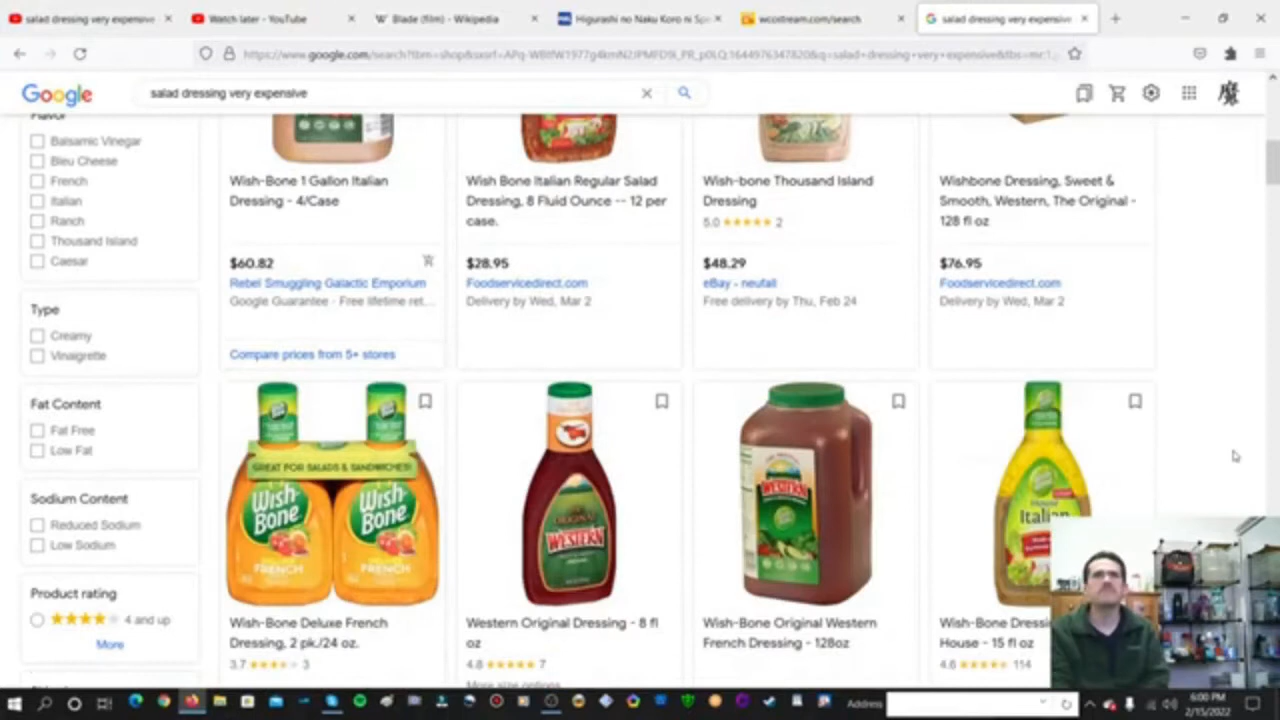 salad dressing very expensive
Watch later - YouTube
Blade (film) - Wikipedia
Higurashi no Naku Koro ni Sp
wcostream.com/search
salad dressing very expensive
Google
salad dressing very expensive
Flavor
Balsamic Vinegar
Bleu Cheese
French
Italian
Ranch
Thousand Island
Caesar
Type
Creamy
Vinaigrette
Fat Content
Fat Free
Low Fat
Sodium Content
Reduced Sodium
Low Sodium
Product rating
4 and up
More
Wish-Bone 1 Gallon Italian
Dressing - 4/Case
$60.82
Rebel Smuggling Galactic Emporium
Google Guarantee · Free lifetime ret...
Compare prices from 5+ stores
Wish Bone Italian Regular Salad
Dressing, 8 Fluid Ounce -- 12 per
case.
$28.95
Foodservicedirect.com
Delivery by Wed, Mar 2
Wish-bone Thousand Island
Dressing
5.0 2
$48.29
eBay - neufall
Free delivery by Thu, Feb 24
Wishbone Dressing, Sweet &
Smooth, Western, The Original -
128 fl oz
$76.95
Foodservicedirect.com
Delivery by Wed, Mar 2
GREAT FOR SALADS & SANDWICHES!
Wish-
Bone
FRENCH
Wish-
Bone
FRENCH
Wish-Bone Deluxe French
Dressing, 2 pk./24 oz.
3.7 3
ORIGINAL
WESTERN
Western Original Dressing - 8 fl
oz
4.8 7
More size options
WESTERN
Wish-Bone Original Western
French Dressing - 128oz
Italian
Wish-Bone Dressi
House - 15 fl oz
4.6 114
Address
6:00 PM
2/15/2022